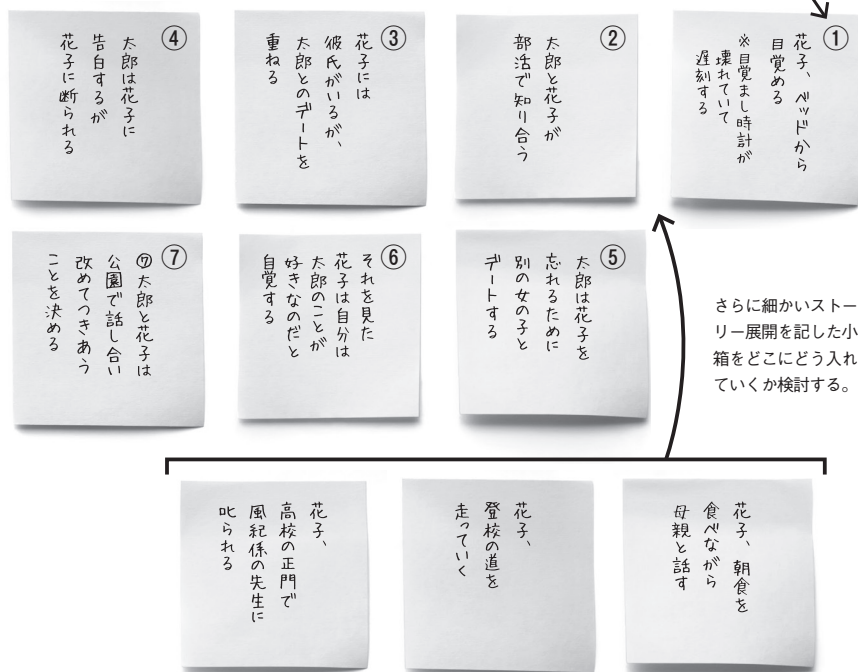 ①
花子、ベッドから
目覚める
※目覚まし時計が
壊れていて
遅刻する
②
太郎と花子が
部活で知り合う
③
花子には
彼氏がいるが、
太郎とのデートを
重ねる
④
太郎は花子に
告白するが
花子に断られる
⑤
太郎は花子を
忘れるために
別の女の子と
デートする
⑥
それを見た
花子は自分は
太郎のことが
好きなのだと
自覚する
⑦
⑦太郎と花子は
公園で話し合い
改めてつきあう
ことを決める
さらに細かいストー
リー展開を記した小
箱をどこにどう入れ
ていくか検討する。
花子、朝食を
食べながら
母親と話す
花子、
登校の道を
走っていく
花子、
高校の正門で
風紀係の先生に
叱られる